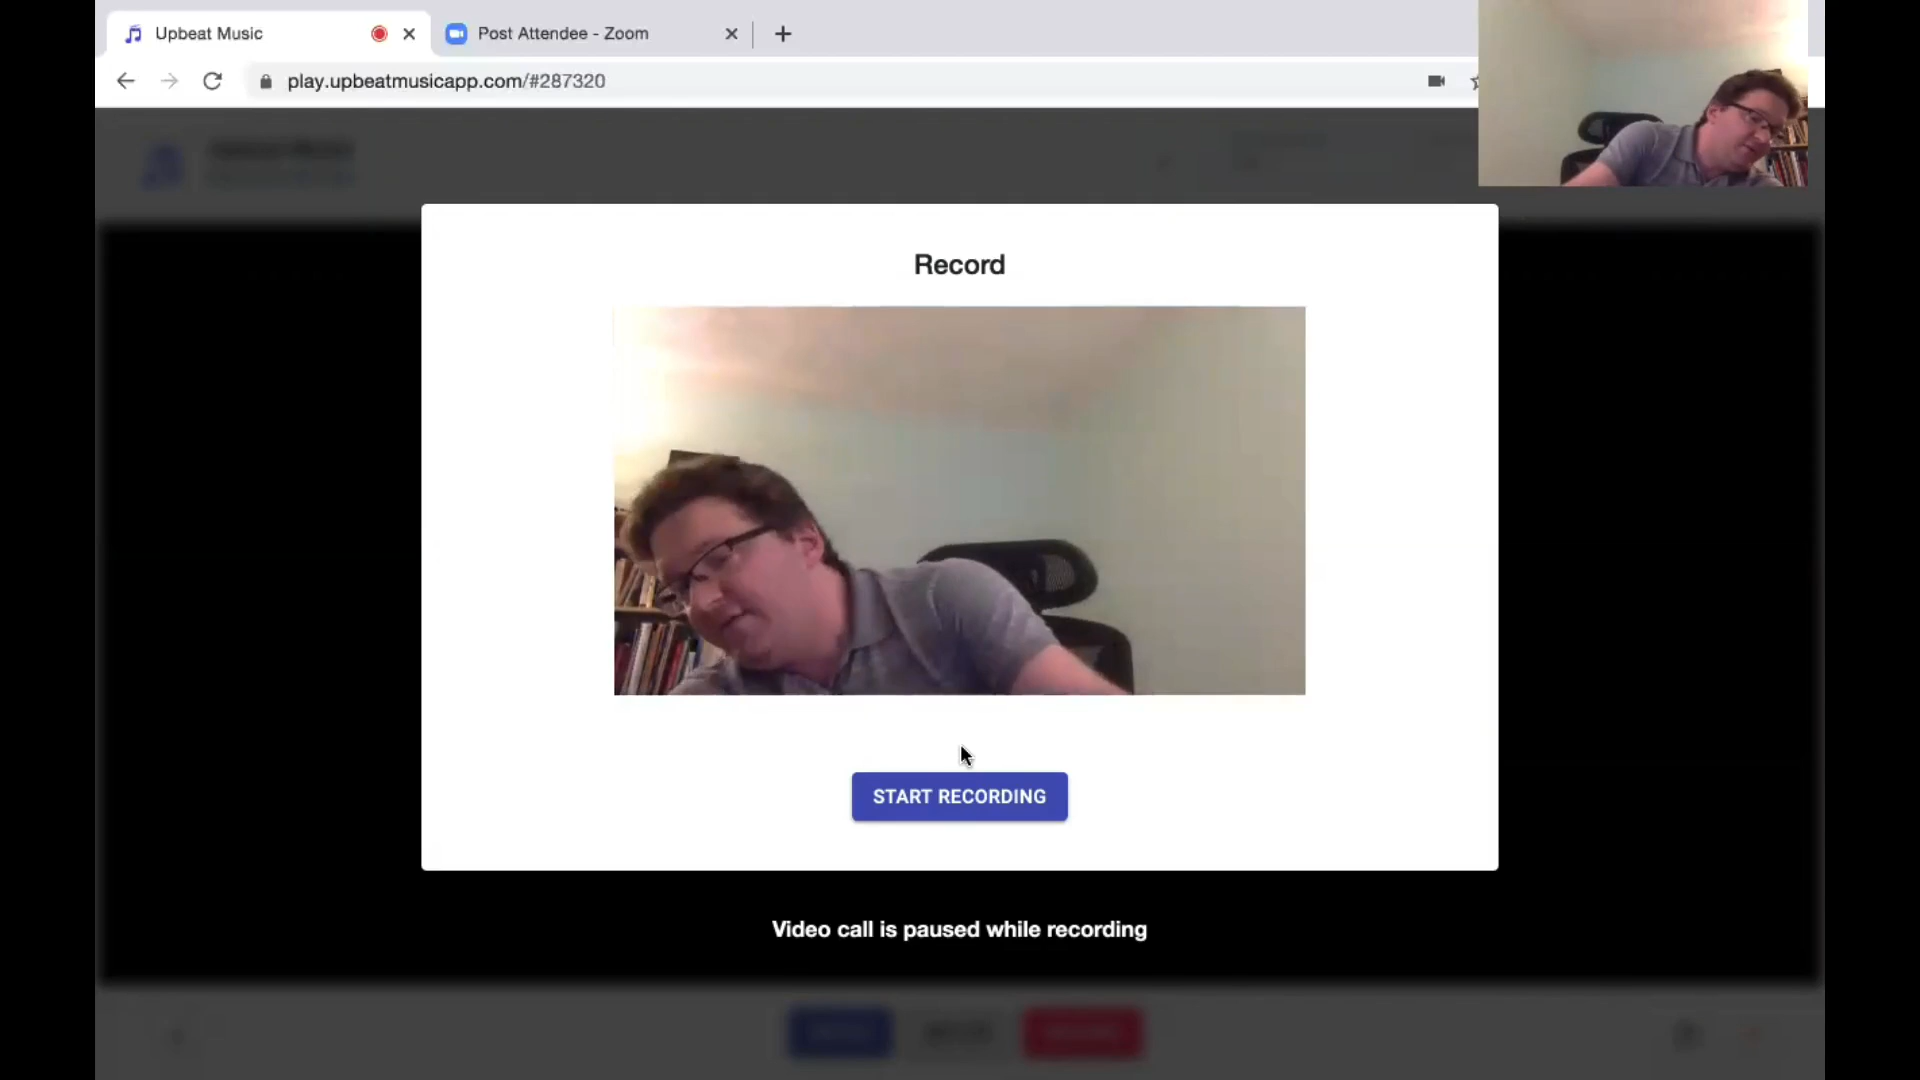 Upbeat Music
Post Attendee - Zoom
play.upbeatmusicapp.com/#287320
Record
START RECORDING
Video call is paused while recording